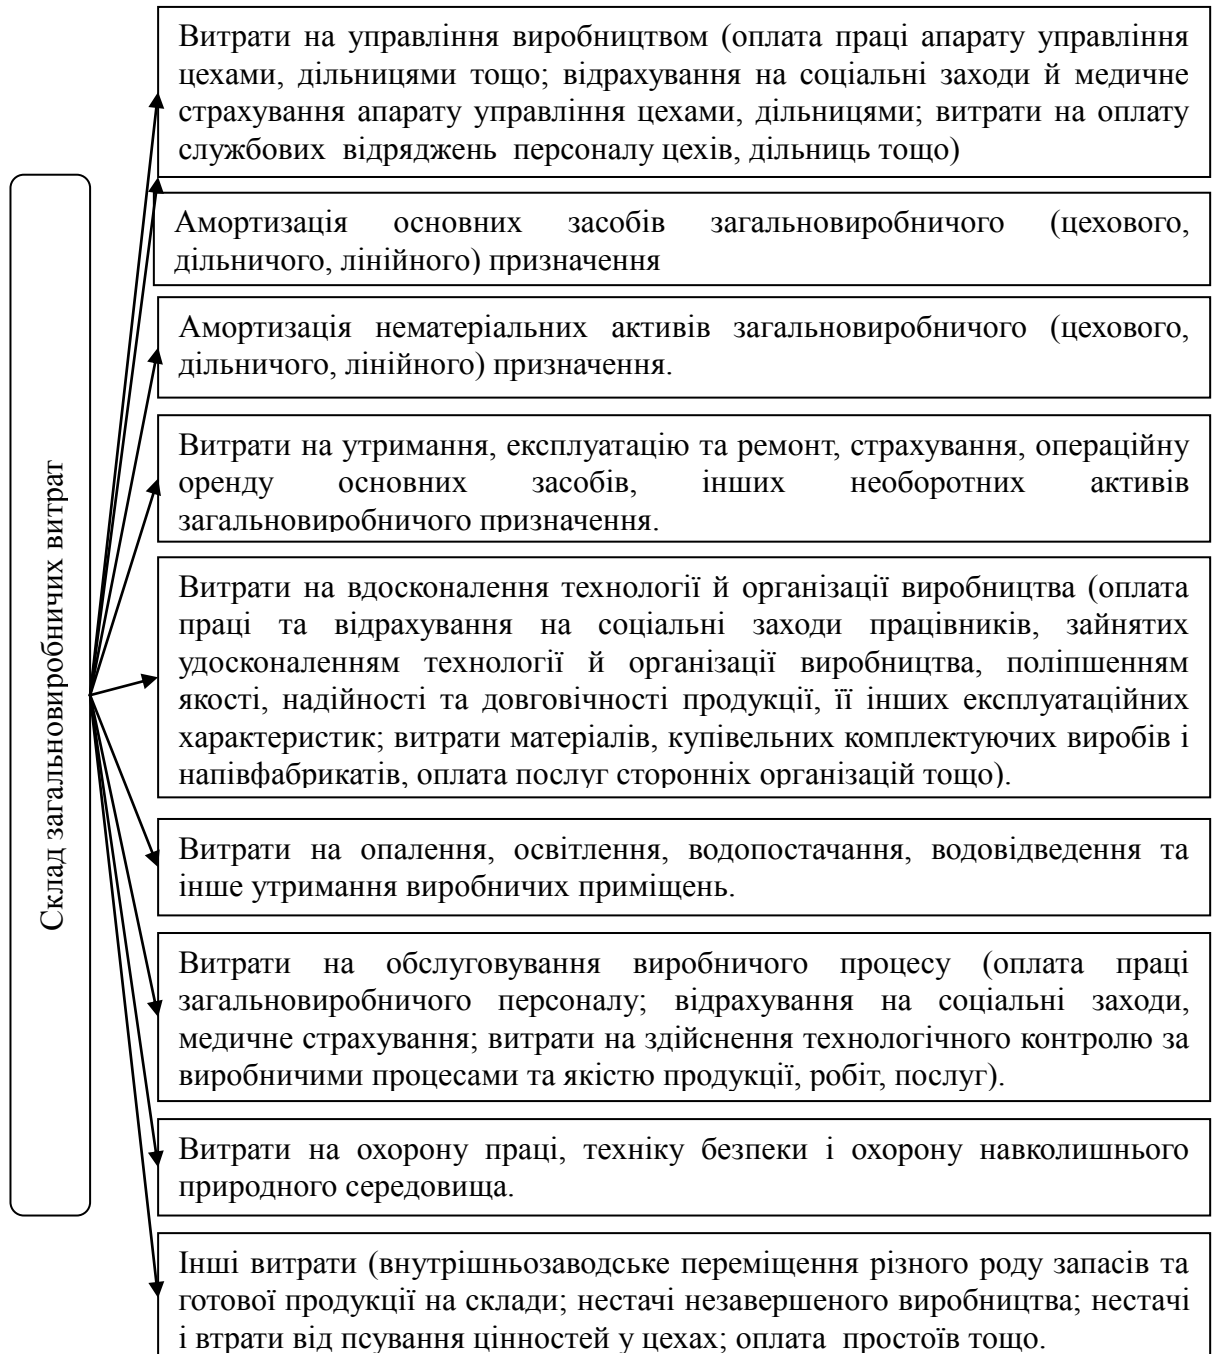 Склад загальновиробничих витрат
Витрати на управління виробництвом (оплата праці апарату управління
цехами, дільницями тощо; відрахування на соціальні заходи й медичне
страхування апарату управління цехами, дільницями; витрати на оплату
службових відряджень персоналу цехів, дільниць тощо)
Амортизація основних засобів загальновиробничого (цехового,
дільничого, лінійного) призначення
Амортизація нематеріальних активів загальновиробничого (цехового,
дільничого, лінійного) призначення.
Витрати на утримання, експлуатацію та ремонт, страхування, операційну
оренду основних засобів, інших необоротних активів
загальновиробничого призначення.
Витрати на вдосконалення технології й організації виробництва (оплата
праці та відрахування на соціальні заходи працівників, зайнятих
удосконаленням технології й організації виробництва, поліпшенням
якості, надійності та довговічності продукції, її інших експлуатаційних
характеристик; витрати матеріалів, купівельних комплектуючих виробів і
напівфабрикатів, оплата послуг сторонніх організацій тощо).
Витрати на опалення, освітлення, водопостачання, водовідведення та
інше утримання виробничих приміщень.
Витрати на обслуговування виробничого процесу (оплата праці
загальновиробничого персоналу; відрахування на соціальні заходи,
медичне страхування; витрати на здійснення технологічного контролю за
виробничими процесами та якістю продукції, робіт, послуг).
Витрати на охорону праці, техніку безпеки і охорону навколишнього
природного середовища.
Інші витрати (внутрішньозаводське переміщення різного роду запасів та
готової продукції на склади; нестачі незавершеного виробництва; нестачі
і втрати від псування цінностей у цехах; оплата простоїв тощо.